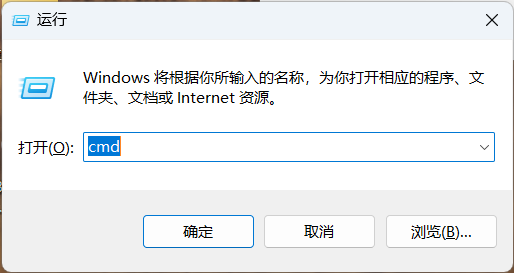 运行
Windows 将根据你所输入的名称，为你打开相应的程序、文
件夹、文档或 Internet 资源。
打开(O): cmd
确定 取消 浏览(B)...